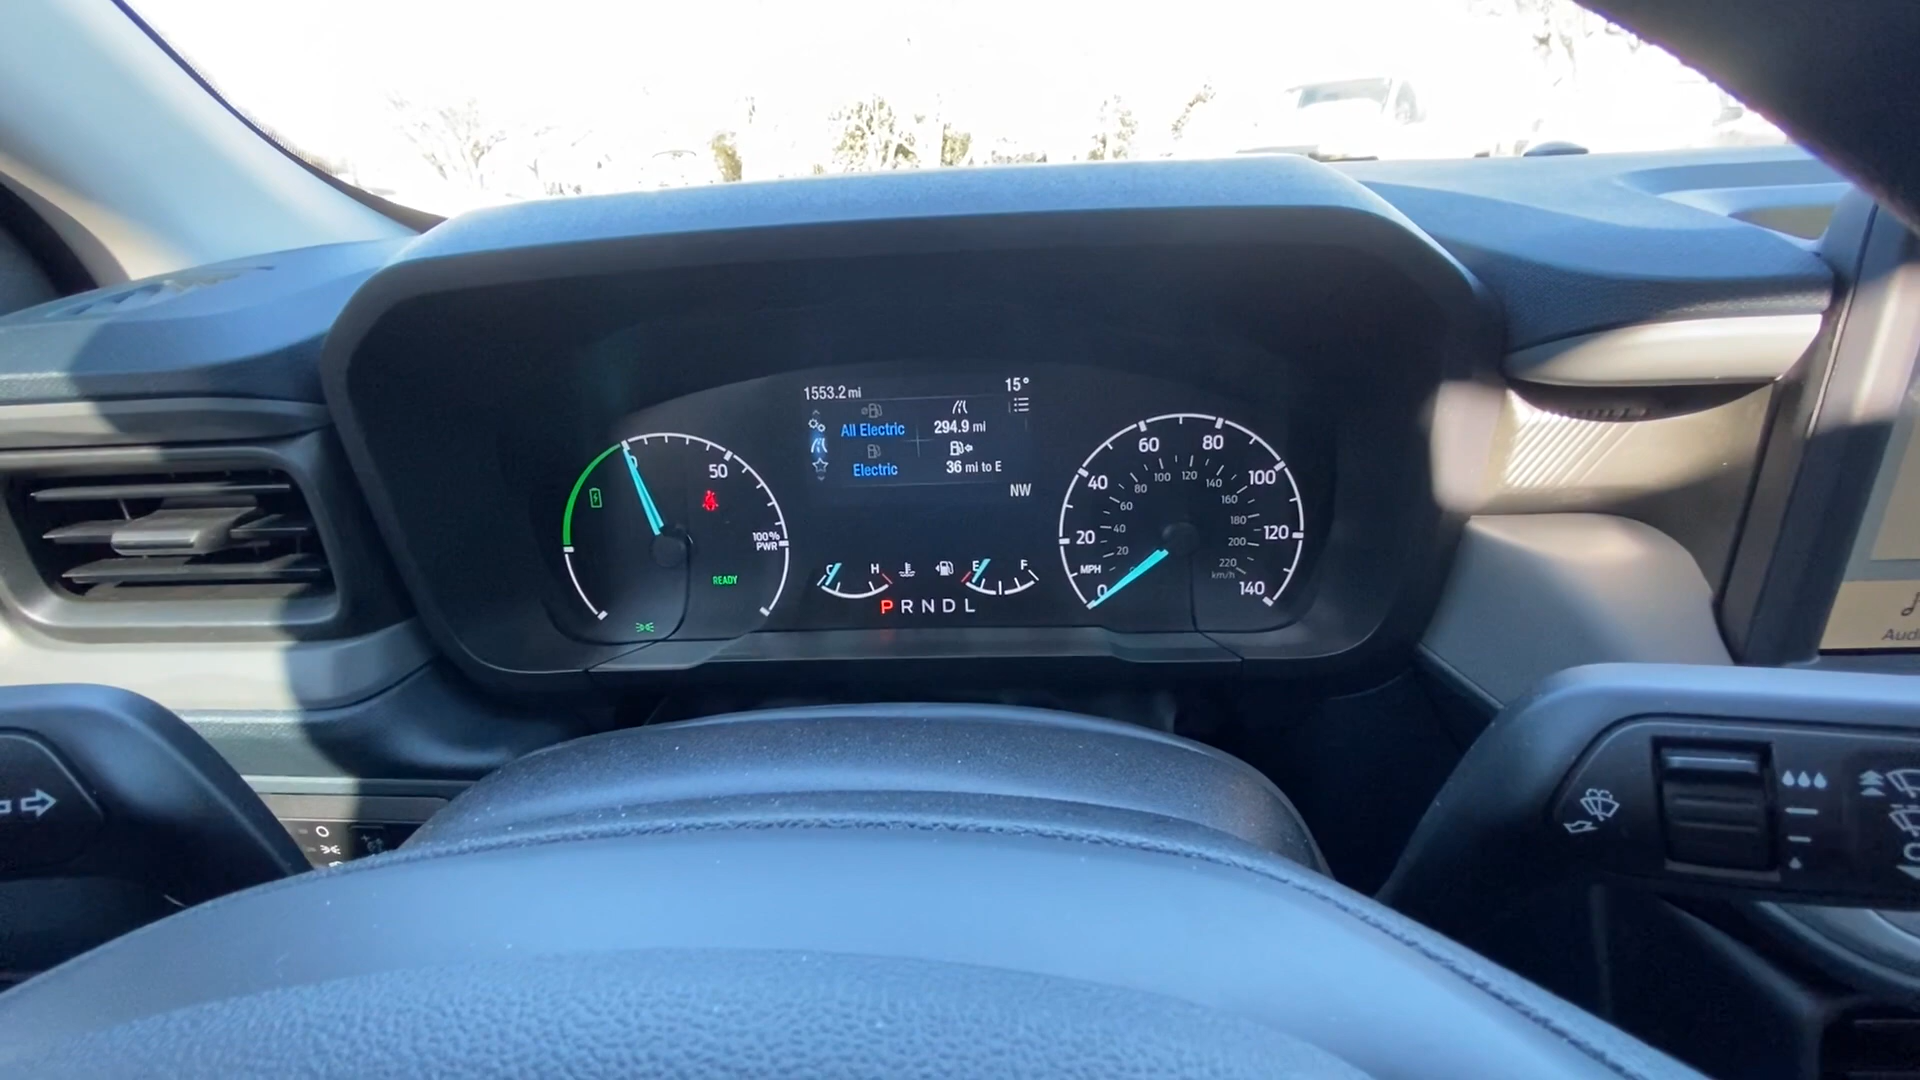 1553.2 mi
15°
All Electric
294.9 mi
Electric
36 mi to E
NW
0
50
100%
PWR
READY
C
H
E
F
P R N D L
0
20
40
60
80
100
120
140
MPH
20
40
60
80
100
120
140
160
180
200
220
km/h